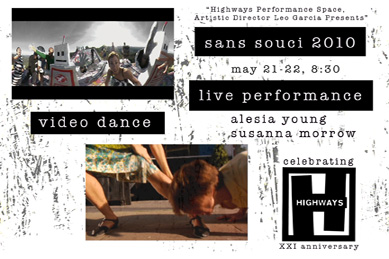 "Highways Performance Space,
Artistic Director Leo Garcia Presents"
sans souci 2010
may 21-22, 8:30
live performance
video dance
alesia young
susanna morrow
celebrating
H
HIGHWAYS
XXI anniversary